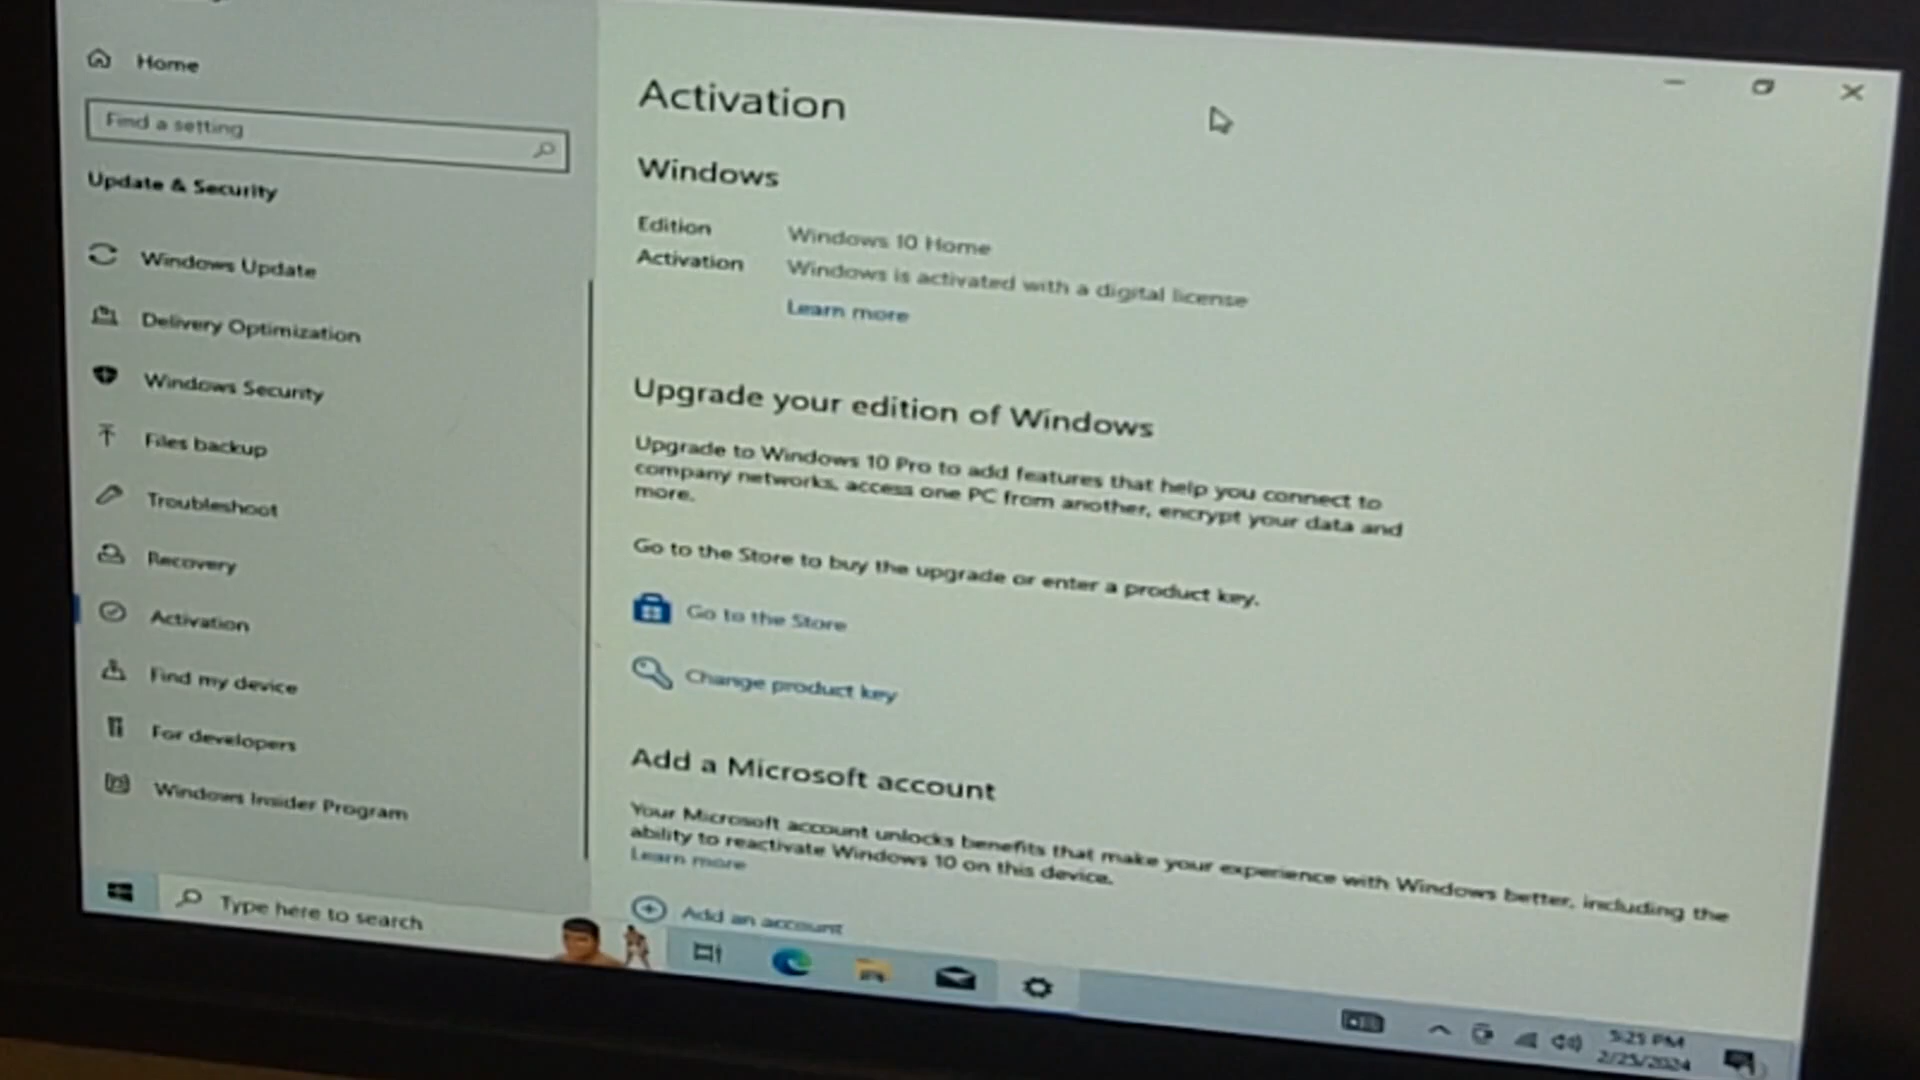 Home
Find a setting
Update & Security
Windows Update
Delivery Optimization
Windows Security
Files backup
Troubleshoot
Recovery
Activation
Find my device
For developers
Windows Insider Program
Activation
Windows
Edition Windows 10 Home
Activation Windows is activated with a digital license
Learn more
Upgrade your edition of Windows
Upgrade to Windows 10 Pro to add features that help you connect to
company networks, access one PC from another, encrypt your data and
more.
Go to the Store to buy the upgrade or enter a product key.
Go to the Store
Change product key
Add a Microsoft account
Your Microsoft account unlocks benefits that make your experience with Windows better, including the
ability to reactivate Windows 10 on this device.
Learn more
Add an account
Type here to search
5:25 PM
2/25/2024